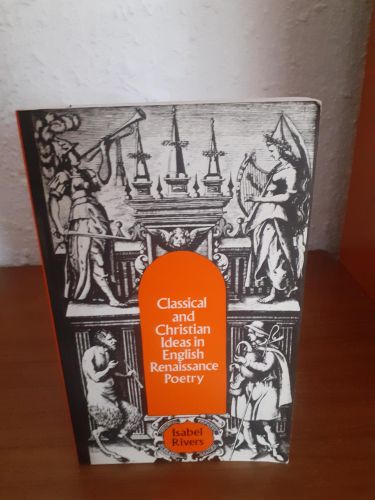 Classical
and
Christian
Ideas in
English
Renaissance
Poetry
Isabel
Rivers